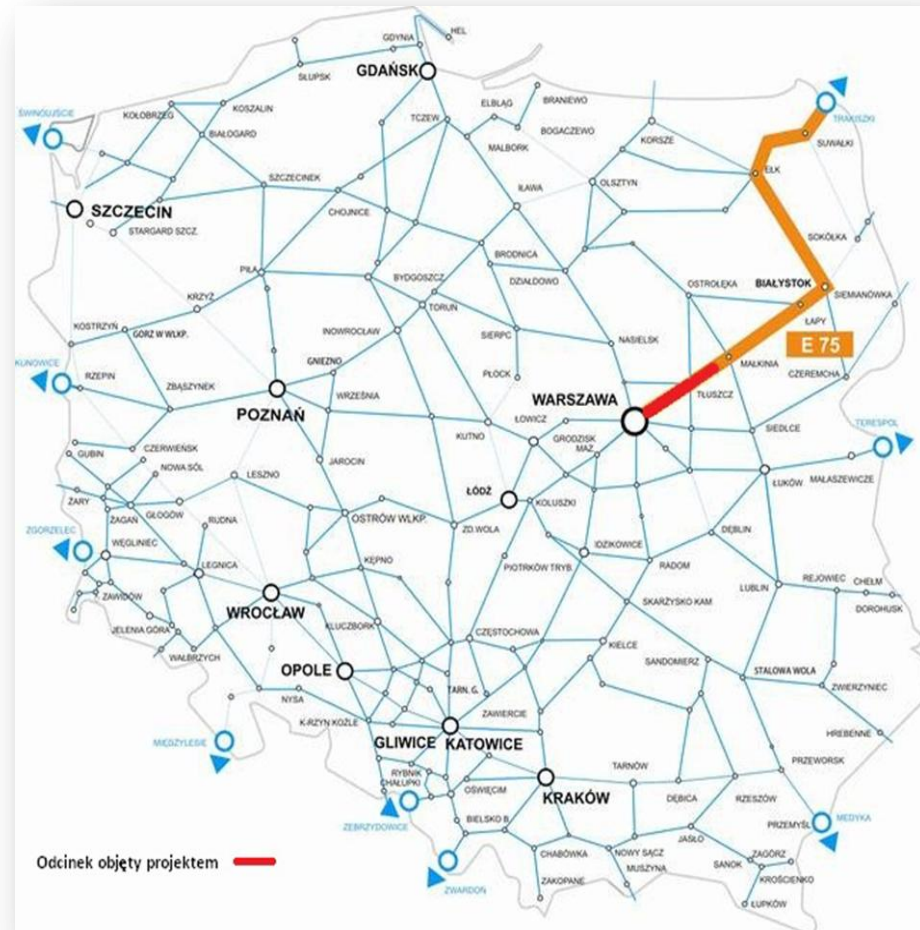 HEL
GDYNIA
GDAŃSK
SŁUPSK
KOŁOBRZEG
KOSZALIN
ŚWINOUJŚCIE
BIAŁOGARD
TCZEW
ELBLĄG
BRANIEWO
BOGACZEWO
MALBORK
KORSZE
TRAKISZKI
SUWAŁKI
EŁK
SZCZECINEK
OLSZTYN
IŁAWA
SZCZECIN
CHOJNICE
STARGARD SZCZ.
SOKÓŁKA
BRODNICA
PIŁA
BYDGOSZCZ
DZIAŁDOWO
OSTROŁĘKA
BIAŁYSTOK
SIEMIANÓWKA
KRZYŻ
TORUŃ
ŁAPY
KOSTRZYŃ
GORZ W WLKP.
INOWROCŁAW
SIERPC
NASIELSK
E 75
GNIEZNO
MAŁKINIA
KUNOWICE
RZEPIN
ZBĄSZYNEK
PŁOCK
CZEREMCHA
WRZEŚNIA
WARSZAWA
TŁUSZCZ
POZNAŃ
ŁOWICZ
KUTNO
GRODZISK
MAZ
SIEDLCE
TERESPOL
GUBIN
CZERWIEŃSK
NOWA SÓL
LESZNO
JAROCIN
ŁUKÓW
MAŁASZEWICZE
ŁÓDŹ
KOLUSZKI
ŻARY
ŻAGAŃ
GŁOGÓW
RUDNA
OSTRÓW WLKP.
ZD.WOLA
DĘBLIN
ZGORZELEC
WĘGLINIEC
IDZIKOWICE
LEGNICA
KĘPNO
PIOTRKÓW TRYB.
RADOM
LUBLIN
REJOWIEC
CHEŁM
DOROHUSK
ZAWIDÓW
WROCŁAW
SKARŻYSKO KAM
JELENIA GÓRA
KLUCZBORK
CZĘSTOCHOWA
KIELCE
WAŁBRZYCH
SANDOMIERZ
STALOWA WOLA
OPOLE
TARN. G.
ZWIERZYNIEC
NYSA
ZAWIERCIE
K-RZYN KOŹLE
HREBENNE
MIĘDZYLESIE
GLIWICE
KATOWICE
PRZEWORSK
RYBNIK
CHAŁUPKI
OŚWIĘCIM
TARNÓW
KRAKÓW
DĘBICA
RZESZÓW
ZEBRZYDOWICE
BIELSKO B.
PRZEMYŚL
MEDYKA
JASŁO
Odcinek objęty projektem
CHABÓWKA
NOWY SĄCZ
MUSZYNA
ZAGÓRZ
SANOK
KROŚCIENKO
ZWARDOŃ
ZAKOPANE
ŁUPKÓW